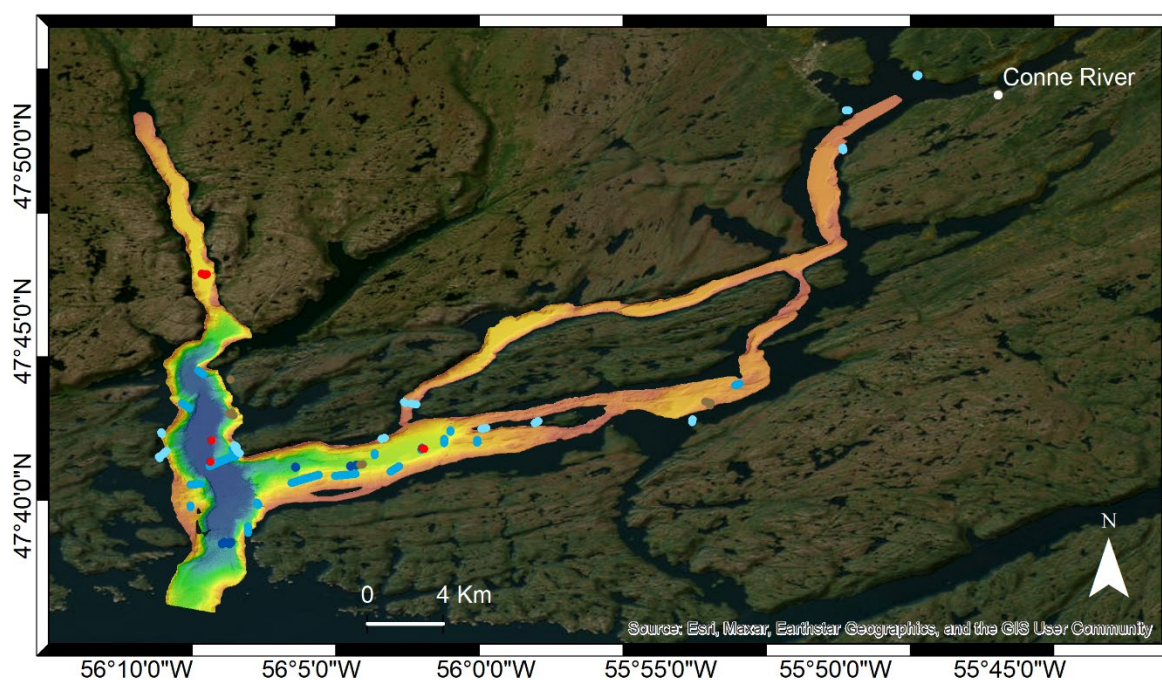 Conne River
47°50'0"N
47°45'0"N
47°40'0"N
N
0 4 Km
Source: Esri, Maxar, Earthstar Geographics, and the GIS User Community
56°10'0"W 56°5'0"W 56°0'0"W 55°55'0"W 55°50'0"W 55°45'0"W